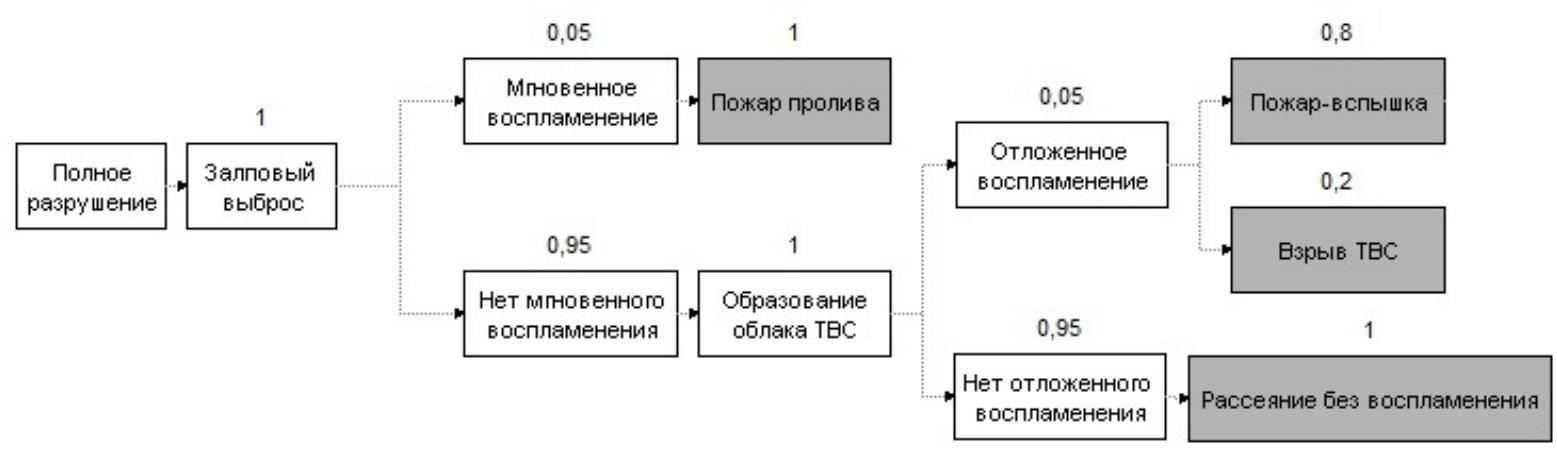 0,05
1
0,8
Мгновенное
воспламенение
Пожар пролива
0,05
Пожар-вспышка
1
Полное
разрушение
Залповый
выброс
Отложенное
воспламенение
0,2
Взрыв ТВС
0,95
1
Нет мгновенного
воспламенения
Образование
облака ТВС
0,95
1
Нет отложенного
воспламенения
Рассеяние без воспламенения